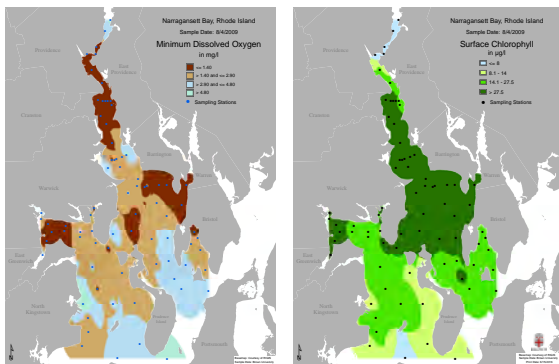 Narragansett Bay, Rhode Island
Sample Date: 8/4/2009
Minimum Dissolved Oxygen
in mg/l
<= 1.40
> 1.40 and <= 2.90
> 2.90 and <= 4.80
> 4.80
Sampling Stations
Providence
East
Providence
Cranston
Barrington
Warren
Warwick
Bristol
East
Greenwich
North
Kingstown
Narragansett Bay, Rhode Island
Sample Date: 8/4/2009
Surface Chlorophyll
in µg/l
<= 8
8.1 - 14
14.1 - 27.5
> 27.5
Sampling Stations
Providence
East
Providence
Cranston
Barrington
Warren
Warwick
Bristol
East
Greenwich
North
Kingstown